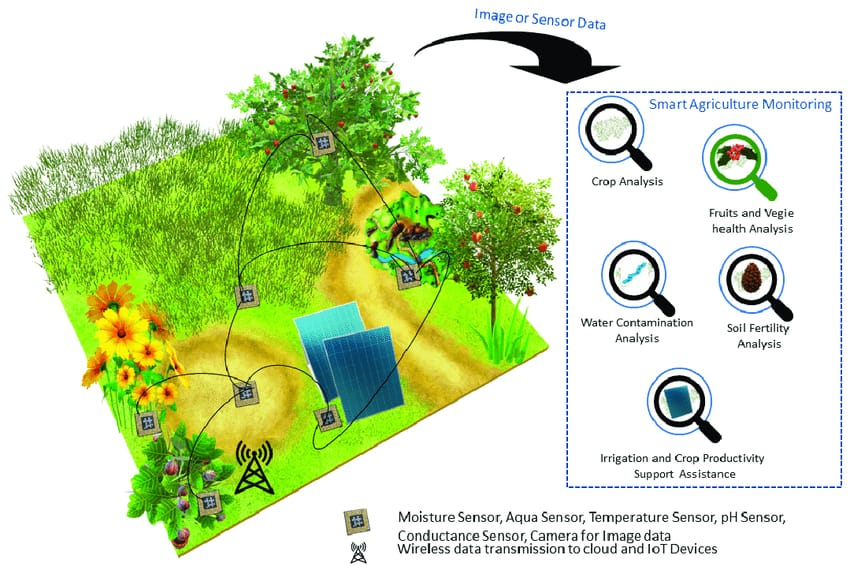 Image or Sensor Data
Smart Agriculture Monitoring
Crop Analysis
Fruits and Vegie
health Analysis
Water Contamination
Analysis
Soil Fertility
Analysis
Irrigation and Crop Productivity
Support Assistance
Moisture Sensor, Aqua Sensor, Temperature Sensor, pH Sensor,
Conductance Sensor, Camera for Image data
Wireless data transmission to cloud and IoT Devices